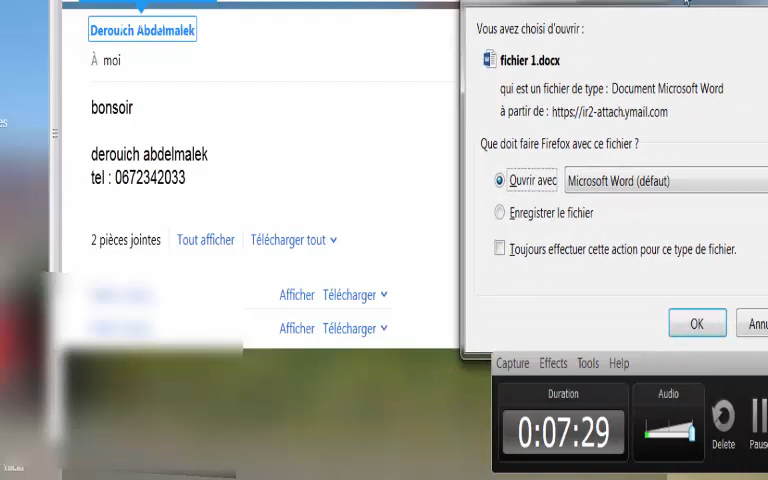 Derouich Abdelmalek
À moi
bonsoir
derouich abdelmalek
tel : 0672342033
2 pièces jointes Tout afficher Télécharger tout
Afficher Télécharger
Afficher Télécharger
Vous avez choisi d'ouvrir :
fichier 1.docx
qui est un fichier de type : Document Microsoft Word
à partir de : https://ir2-attach.ymail.com
Que doit faire Firefox avec ce fichier ?
Ouvrir avec Microsoft Word (défaut)
Enregistrer le fichier
Toujours effectuer cette action pour ce type de fichier.
OK Annu
Capture Effects Tools Help
Duration Audio
0:07:29
Delete Pause